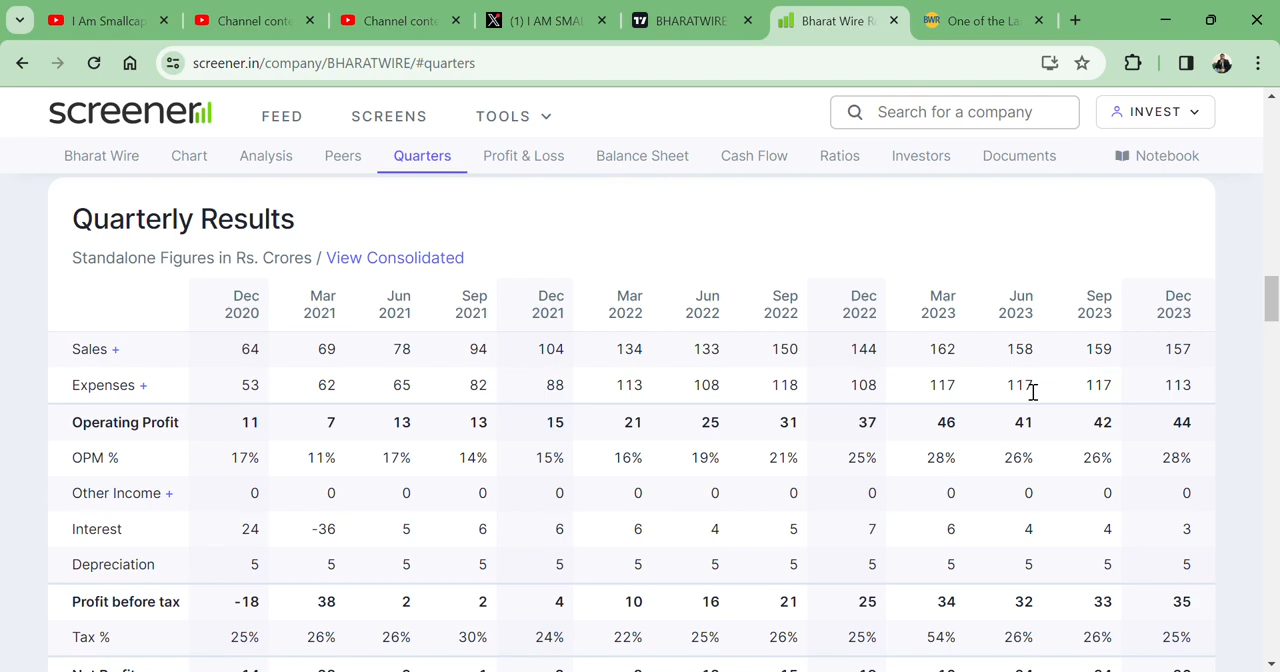 I Am Smallcap
Channel conte
Channel conte
(1) I AM SMAL
BHARATWIRE
Bharat Wire R
BWR One of the La
screener.in/company/BHARATWIRE/#quarters
screener FEED SCREENS TOOLS Search for a company INVEST
Bharat Wire Chart Analysis Peers Quarters Profit & Loss Balance Sheet Cash Flow Ratios Investors Documents Notebook
Quarterly Results
Standalone Figures in Rs. Crores / View Consolidated
Dec 2020 Mar 2021 Jun 2021 Sep 2021 Dec 2021 Mar 2022 Jun 2022 Sep 2022 Dec 2022 Mar 2023 Jun 2023 Sep 2023 Dec 2023
Sales + 64 69 78 94 104 134 133 150 144 162 158 159 157
Expenses + 53 62 65 82 88 113 108 118 108 117 117 117 113
Operating Profit 11 7 13 13 15 21 25 31 37 46 41 42 44
OPM % 17% 11% 17% 14% 15% 16% 19% 21% 25% 28% 26% 26% 28%
Other Income + 0 0 0 0 0 0 0 0 0 0 0 0 0
Interest 24 -36 5 6 6 6 4 5 7 6 4 4 3
Depreciation 5 5 5 5 5 5 5 5 5 5 5 5 5
Profit before tax -18 38 2 2 4 10 16 21 25 34 32 33 35
Tax % 25% 26% 26% 30% 24% 22% 25% 26% 25% 54% 26% 26% 25%